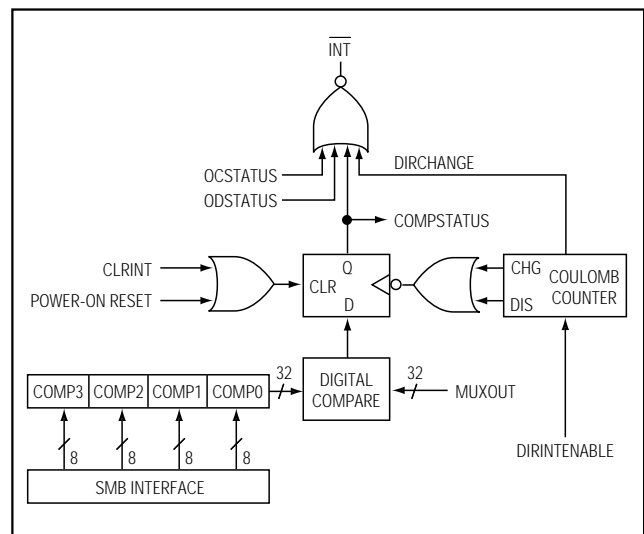 INT
OCSTATUS
DIRCHANGE
ODSTATUS
COMPSTATUS
CLRINT
POWER-ON RESET
Q
CLR
D
CHG
COULOMB
COUNTER
DIS
COMP3 COMP2 COMP1 COMP0
32
DIGITAL
COMPARE
32
MUXOUT
8 8 8 8
DIRINTENABLE
SMB INTERFACE